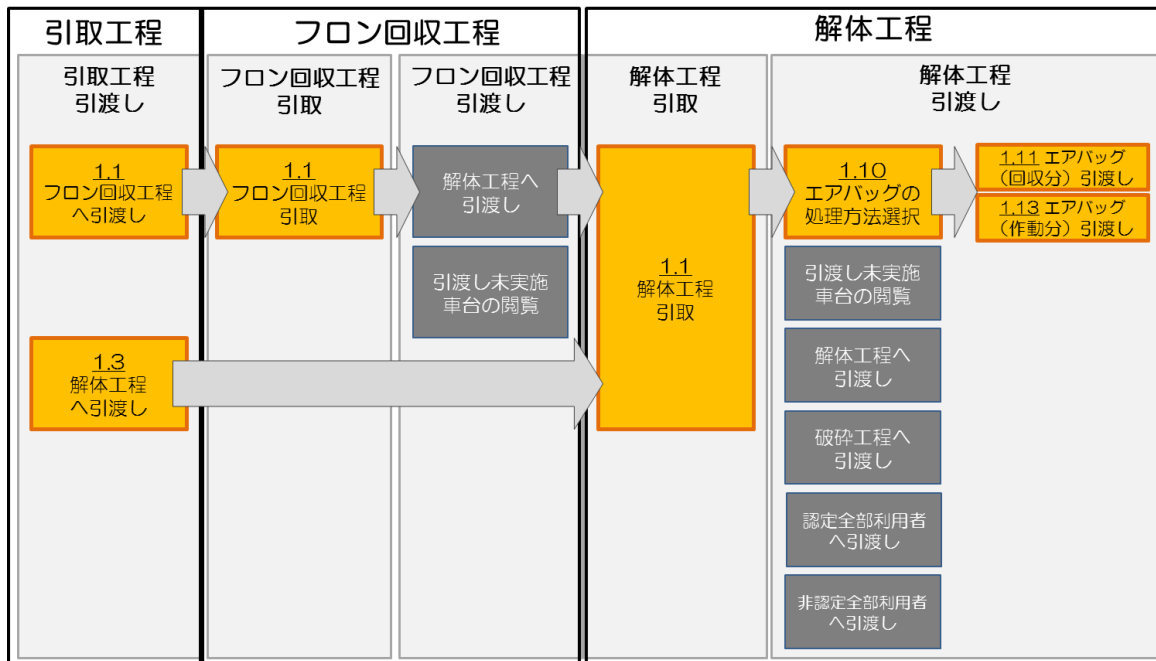 引取工程
フロン回収工程
解体工程
引取工程
引渡し
フロン回収工程
引取
フロン回収工程
引渡し
解体工程
引取
解体工程
引渡し
1.1
フロン回収工程
へ引渡し
1.1
フロン回収工程
引取
解体工程へ
引渡し
引渡し未実施
車台の閲覧
1.3
解体工程
へ引渡し
1.1
解体工程
引取
1.10
エアバッグの
処理方法選択
1.11 エアバッグ
（回収分）引渡し
1.13 エアバッグ
（作動分）引渡し
引渡し未実施
車台の閲覧
解体工程へ
引渡し
破砕工程へ
引渡し
認定全部利用者
へ引渡し
非認定全部利用者
へ引渡し